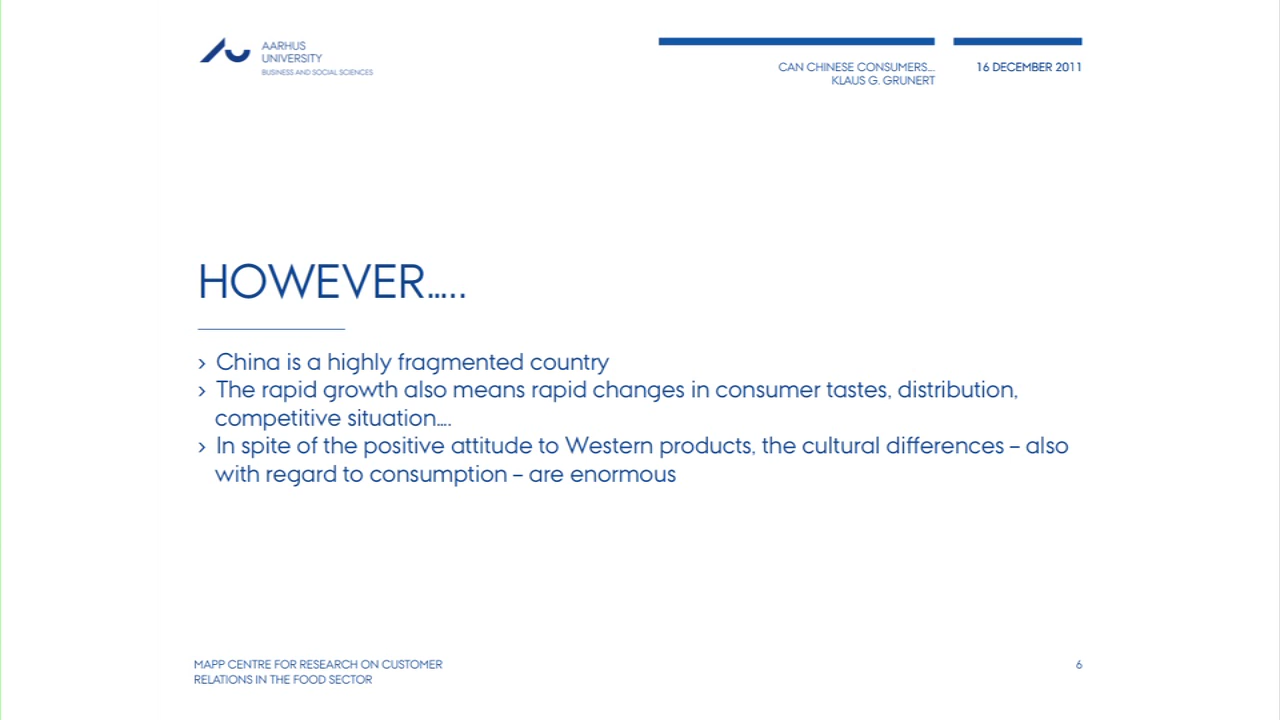 AARHUS
UNIVERSITY
BUSINESS AND SOCIAL SCIENCES
CAN CHINESE CONSUMERS....
KLAUS G. GRUNERT
16 DECEMBER 2011
HOWEVER.....
› China is a highly fragmented country
› The rapid growth also means rapid changes in consumer tastes, distribution,
competitive situation....
› In spite of the positive attitude to Western products, the cultural differences – also
with regard to consumption – are enormous
MAPP CENTRE FOR RESEARCH ON CUSTOMER
RELATIONS IN THE FOOD SECTOR
6